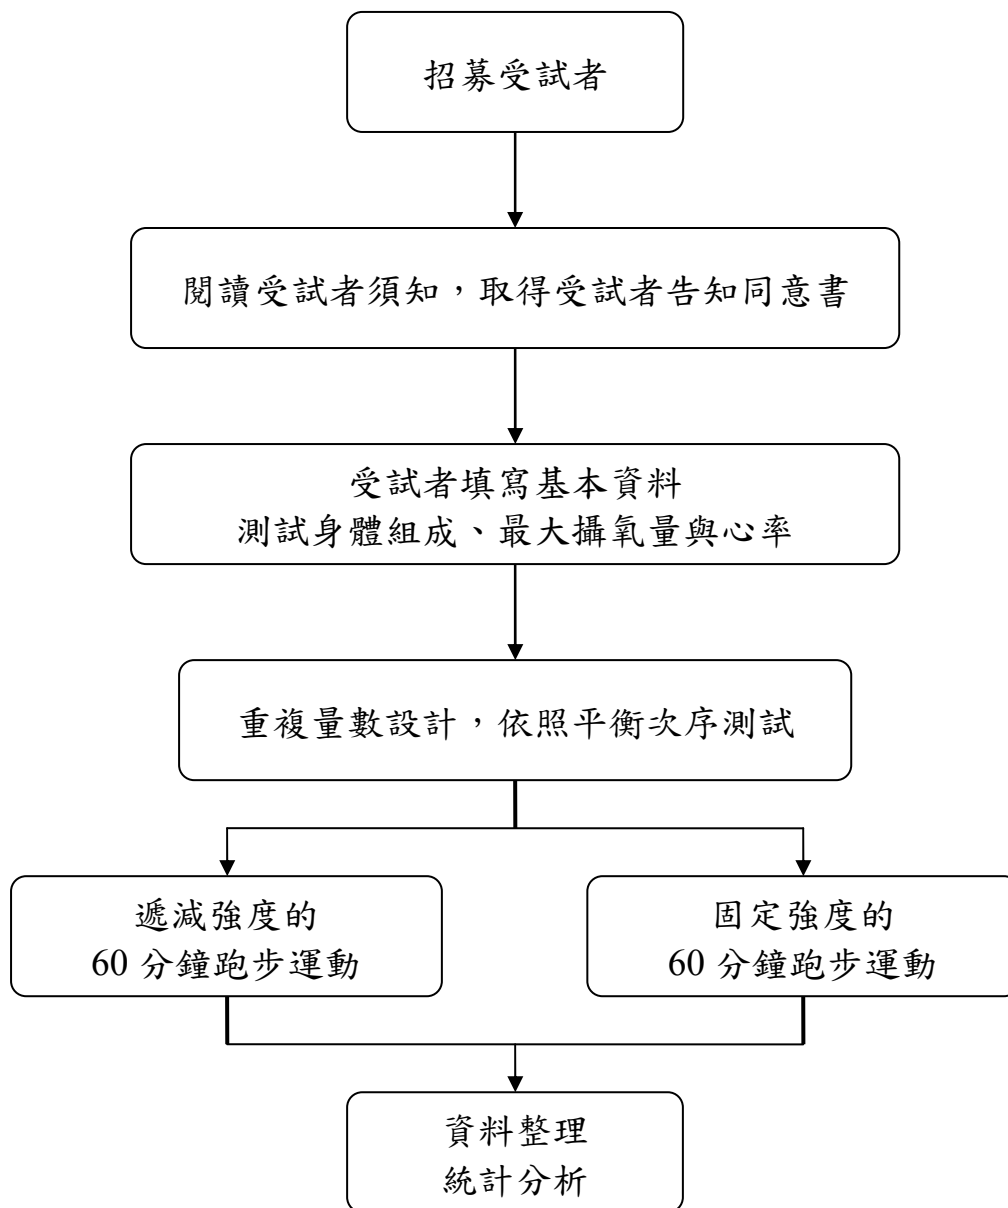 招募受試者
閱讀受試者須知，取得受試者告知同意書
受試者填寫基本資料
測試身體組成、最大攝氧量與心率
重複量數設計，依照平衡次序測試
遞減強度的
60 分鐘跑步運動
固定強度的
60 分鐘跑步運動
資料整理
統計分析